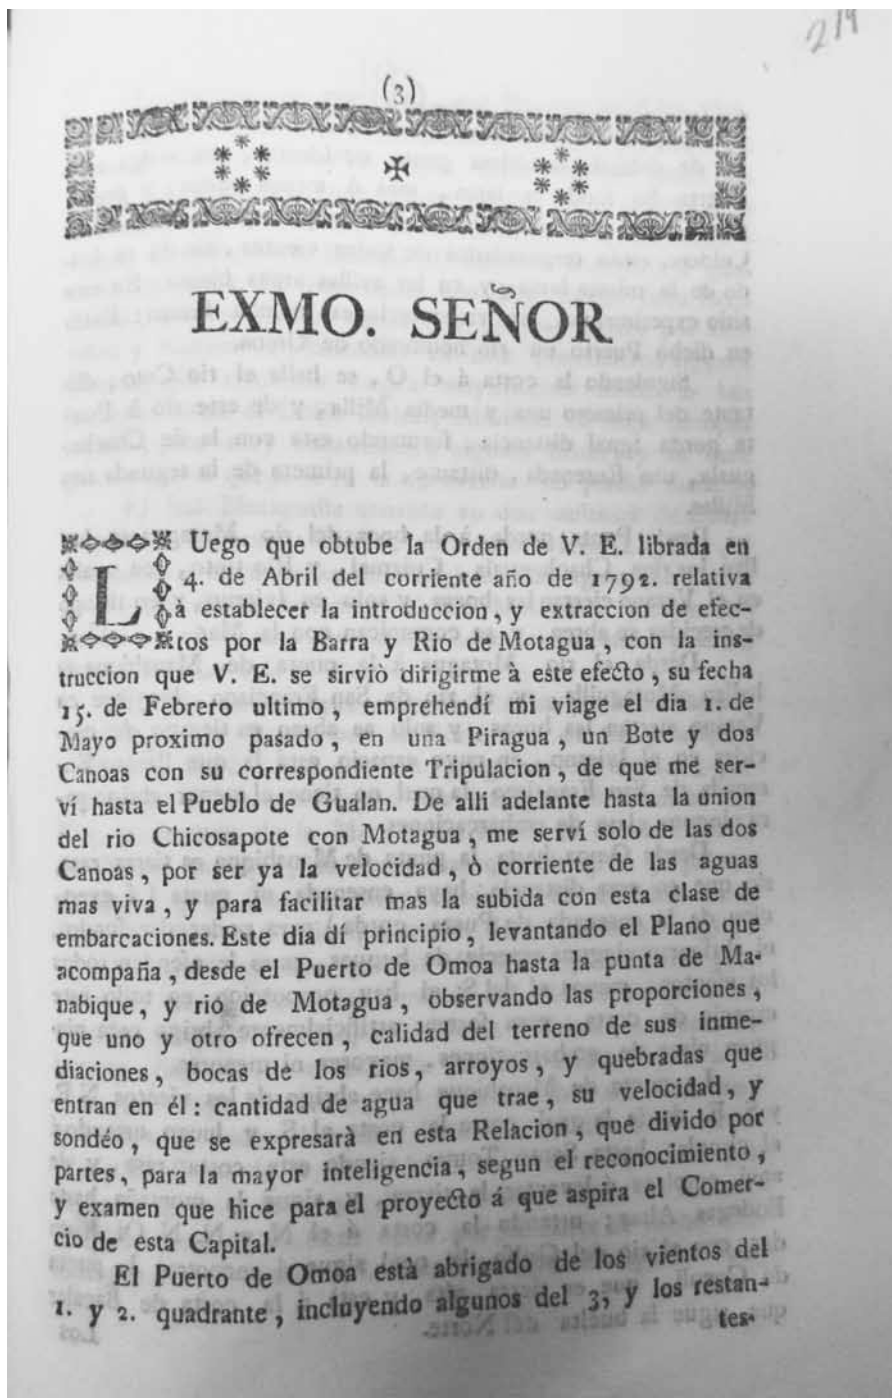 219
(3)
EXMO. SEÑOR
LUego que obtube la Orden de V. E. librada en
4. de Abril del corriente año de 1792. relativa
à establecer la introduccion, y extraccion de efec-
tos por la Barra y Rio de Motagua, con la ins-
truccion que V. E. se sirviò dirigirme à este efecto, su fecha
15. de Febrero ultimo, emprehendí mi viage el dia 1. de
Mayo proximo pasado, en una Piragua, un Bote y dos
Canoas con su correspondiente Tripulacion, de que me ser-
ví hasta el Pueblo de Gualan. De alli adelante hasta la union
del rio Chicosapote con Motagua, me serví solo de las dos
Canoas, por ser ya la velocidad, ò corriente de las aguas
mas viva, y para facilitar mas la subida con esta clase de
embarcaciones. Este dia dí principio, levantando el Plano que
acompaña, desde el Puerto de Omoa hasta la punta de Ma-
nabique, y rio de Motagua, observando las proporciones,
que uno y otro ofrecen, calidad del terreno de sus inme-
diaciones, bocas de los rios, arroyos, y quebradas que
entran en él: cantidad de agua que trae, su velocidad, y
sondéo, que se expresarà en esta Relacion, que divido por
partes, para la mayor inteligencia, segun el reconocimiento,
y examen que hice para el proyecto á que aspira el Comer-
cio de esta Capital.
El Puerto de Omoa està abrigado de los vientos del
1. y 2. quadrante, incluyendo algunos del 3, y los restan-
tes.